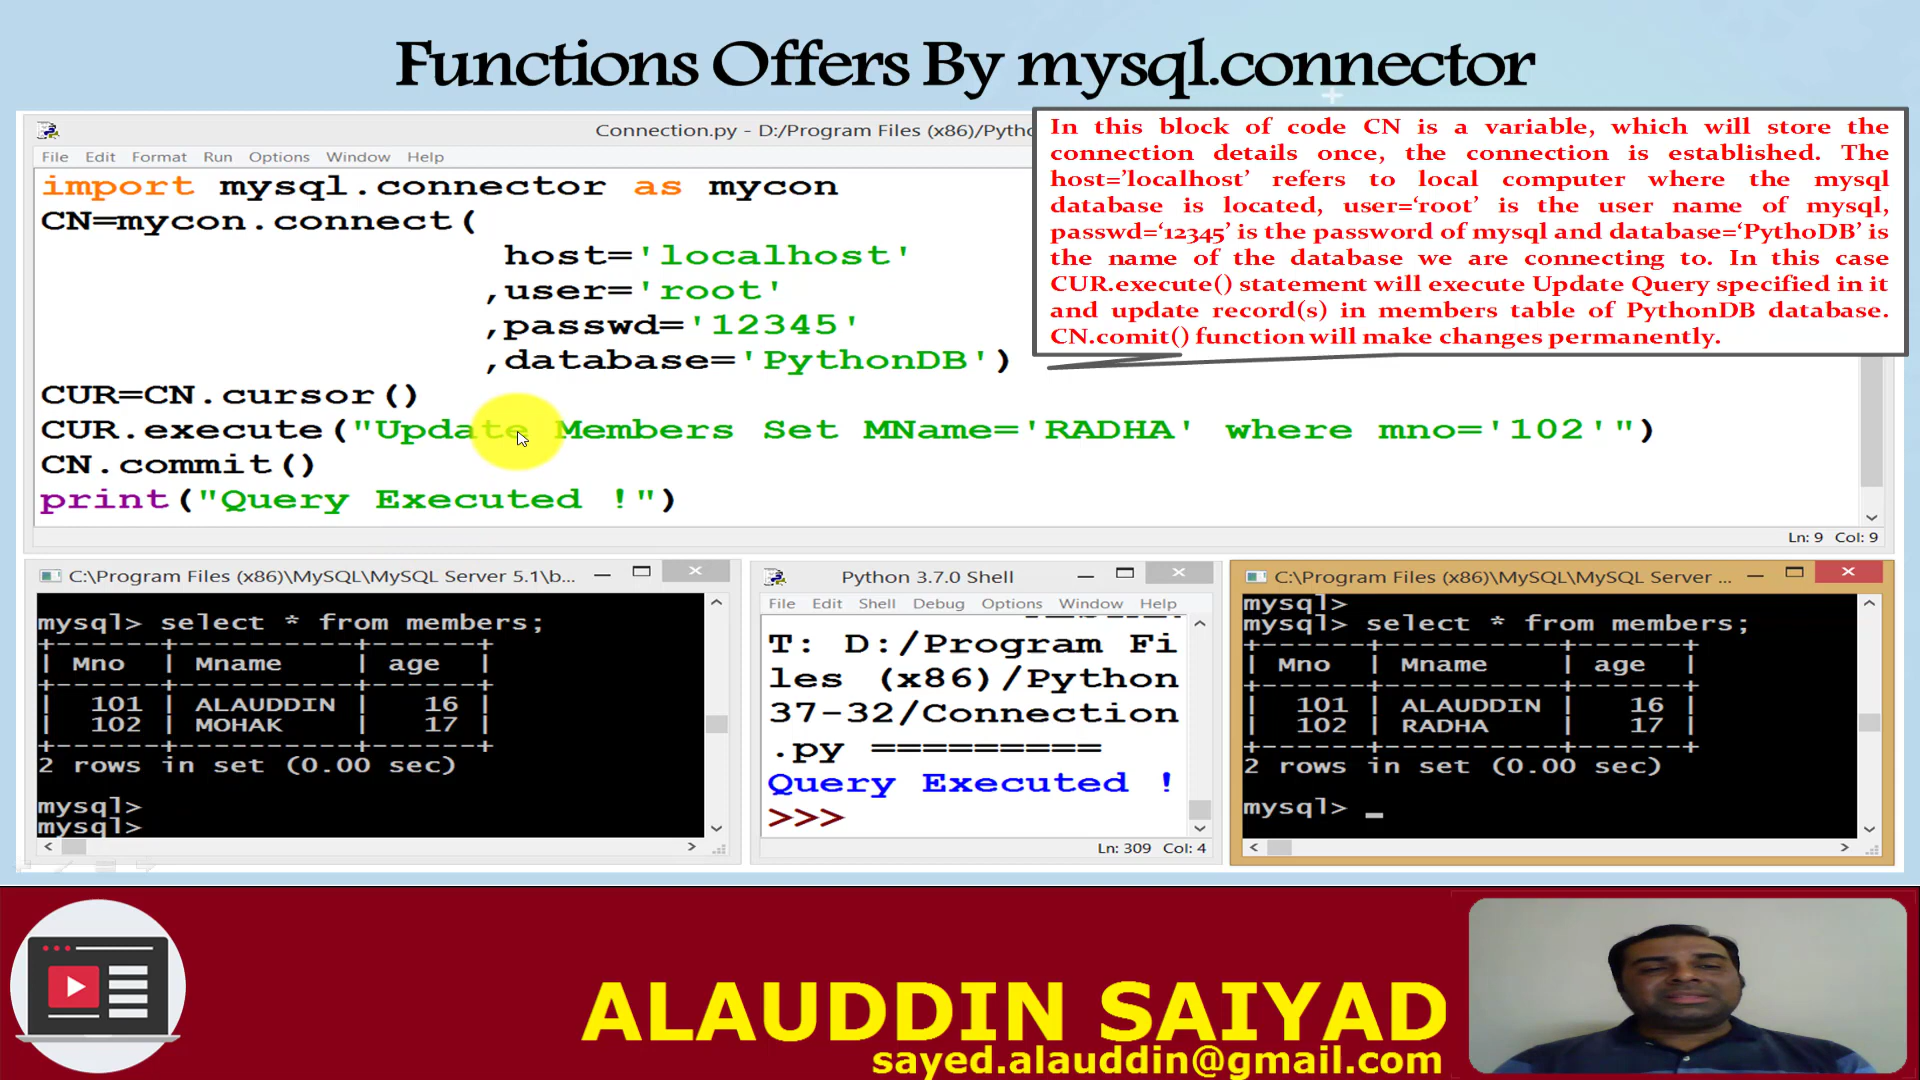 Functions Offers By mysql.connector
Connection.py - D:/Program Files (x86)/Pytho
File Edit Format Run Options Window Help
import mysql.connector as mycon
CN=mycon.connect(
host='localhost'
,user='root'
,passwd='12345'
,database='PythonDB')
CUR=CN.cursor()
CUR.execute("Update Members Set MName='RADHA' where mno='102'")
CN.commit()
print("Query Executed !")
Ln: 9 Col: 9
In this block of code CN is a variable, which will store the
connection details once, the connection is established. The
host=’localhost’ refers to local computer where the mysql
database is located, user=‘root’ is the user name of mysql,
passwd=‘12345’ is the password of mysql and database=‘PythoDB’ is
the name of the database we are connecting to. In this case
CUR.execute() statement will execute Update Query specified in it
and update record(s) in members table of PythonDB database.
CN.comit() function will make changes permanently.
C:\Program Files (x86)\MySQL\MySQL Server 5.1\b...
mysql> select * from members;
+------+----------+------+
| Mno | Mname | age |
+------+----------+------+
| 101 | ALAUDDIN | 16 |
| 102 | MOHAK | 17 |
+------+----------+------+
2 rows in set (0.00 sec)
mysql>
mysql>
Python 3.7.0 Shell
File Edit Shell Debug Options Window Help
T: D:/Program Fi
les (x86)/Python
37-32/Connection
.py =========
Query Executed !
>>>
Ln: 309 Col: 4
C:\Program Files (x86)\MySQL\MySQL Server ...
mysql>
mysql> select * from members;
+------+----------+------+
| Mno | Mname | age |
+------+----------+------+
| 101 | ALAUDDIN | 16 |
| 102 | RADHA | 17 |
+------+----------+------+
2 rows in set (0.00 sec)
mysql> _
ALAUDDIN SAIYAD
sayed.alauddin@gmail.com